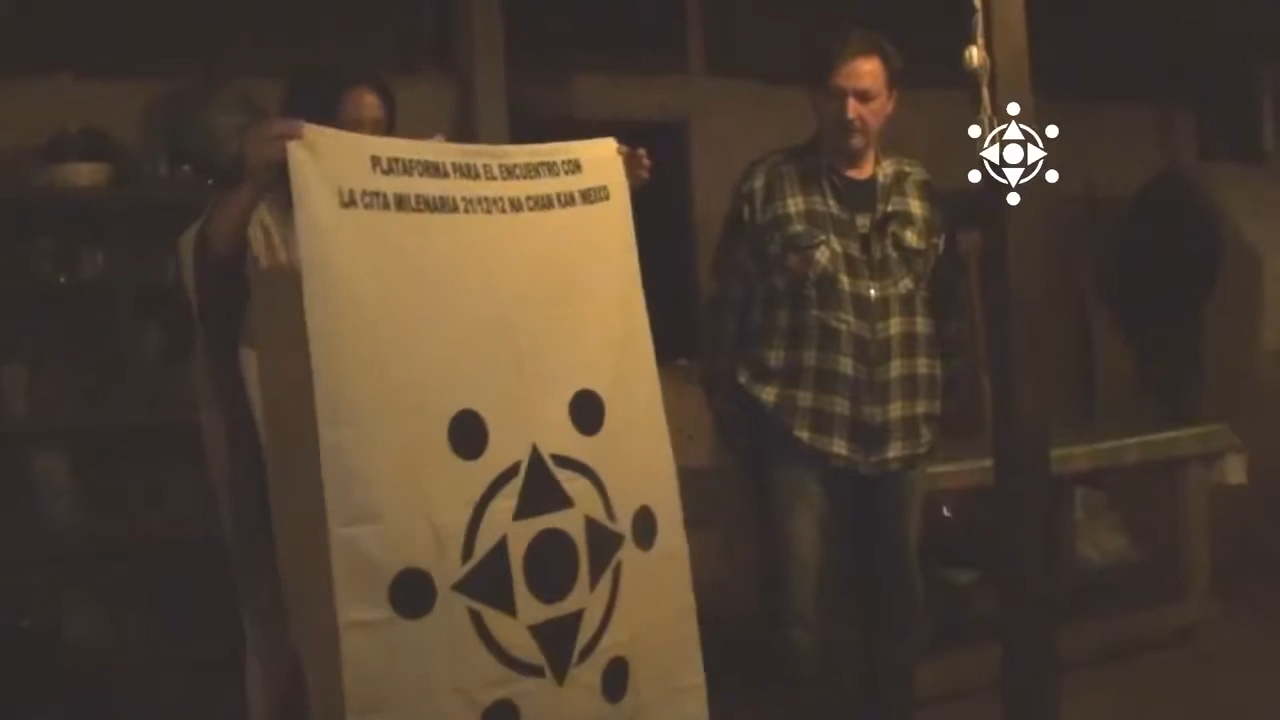 PLATAFORMA PARA EL ENCUENTRO CON
LA CITA MILENARIA 21/12/12 NA CHAN KAN /MEXICO